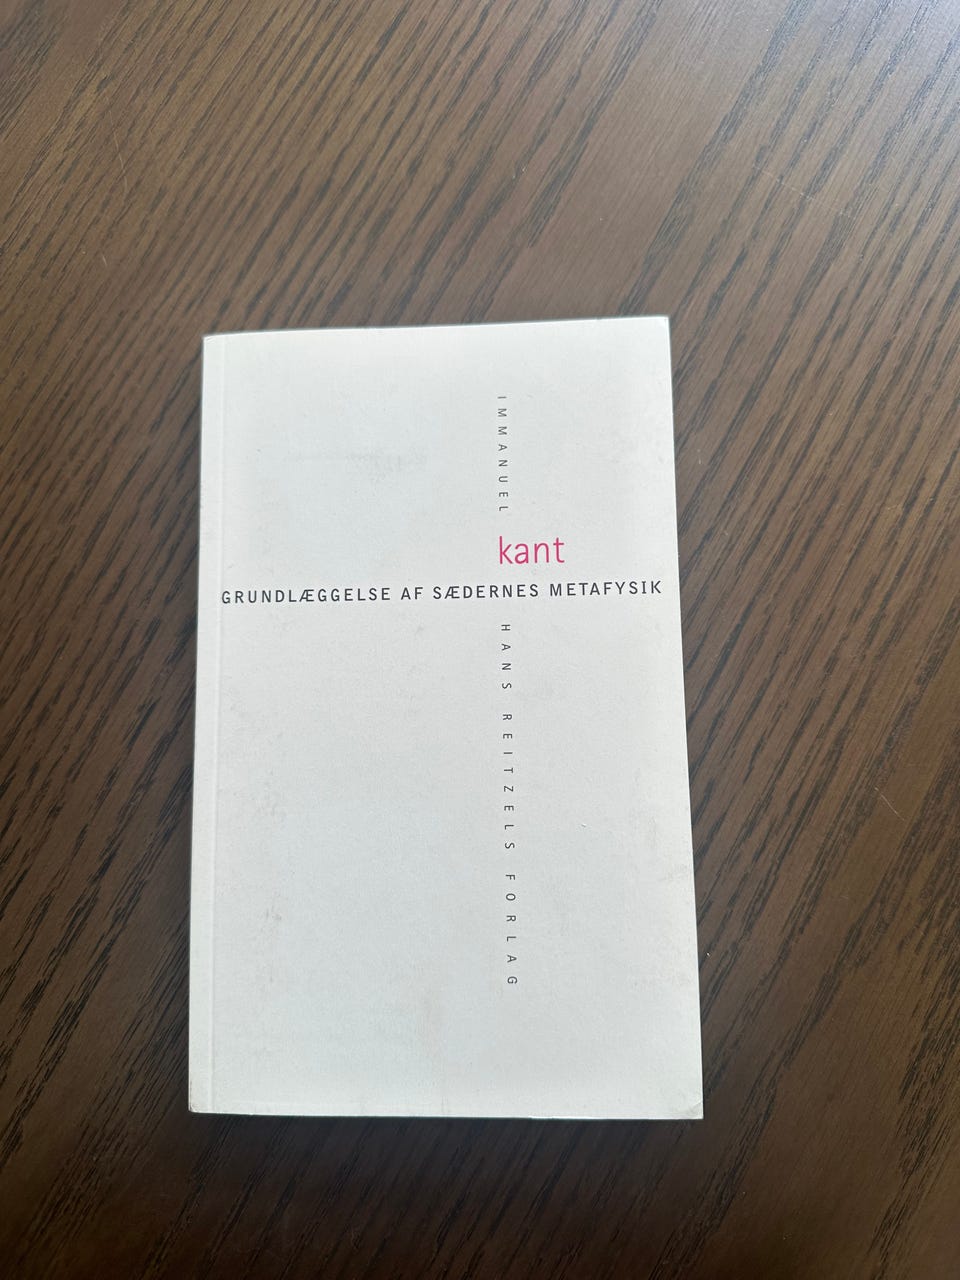 IMMANUEL
kant
GRUNDLÆGGELSE AF SÆDERNES METAFYSIK
HANS REITZELS FORLAG